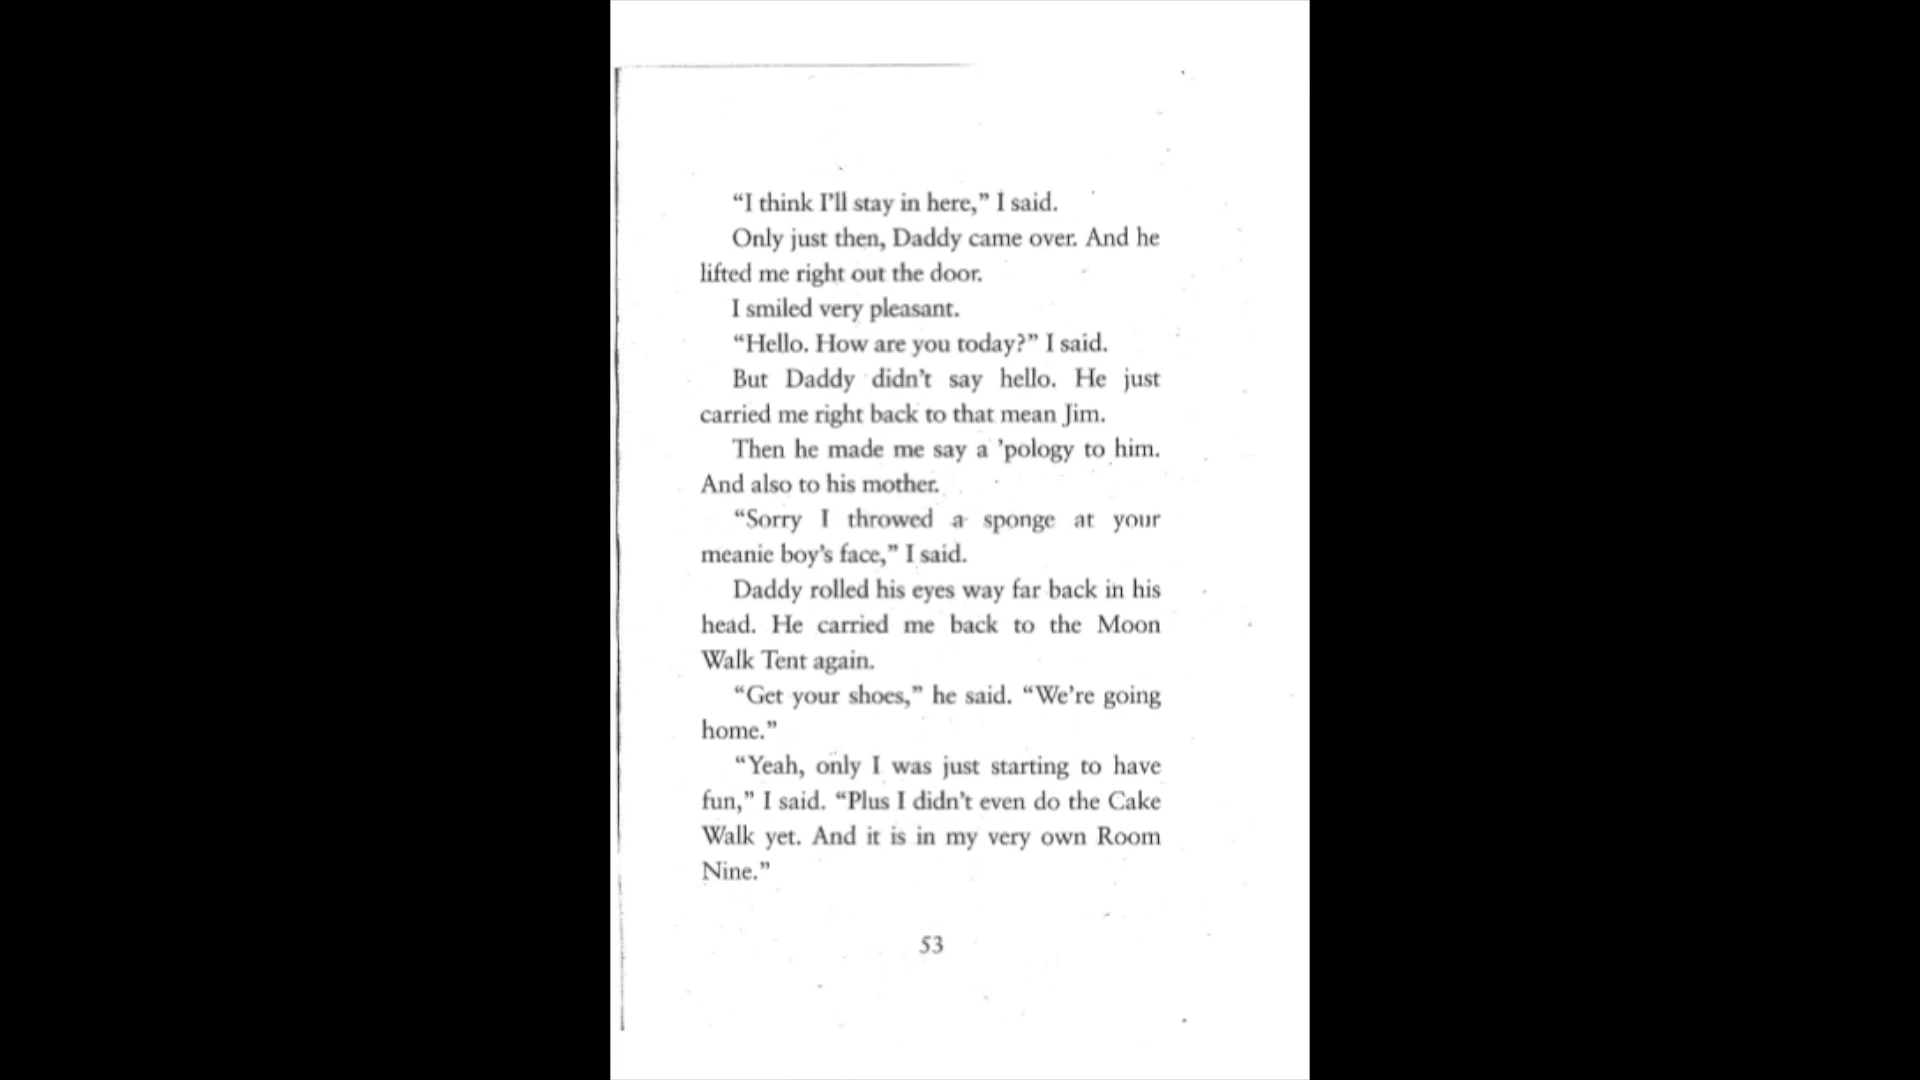 “I think I’ll stay in here,” I said.
Only just then, Daddy came over. And he
lifted me right out the door.
I smiled very pleasant.
“Hello. How are you today?” I said.
But Daddy didn’t say hello. He just
carried me right back to that mean Jim.
Then he made me say a ’pology to him.
And also to his mother.
“Sorry I throwed a sponge at your
meanie boy’s face,” I said.
Daddy rolled his eyes way far back in his
head. He carried me back to the Moon
Walk Tent again.
“Get your shoes,” he said. “We’re going
home.”
“Yeah, only I was just starting to have
fun,” I said. “Plus I didn’t even do the Cake
Walk yet. And it is in my very own Room
Nine.”
53